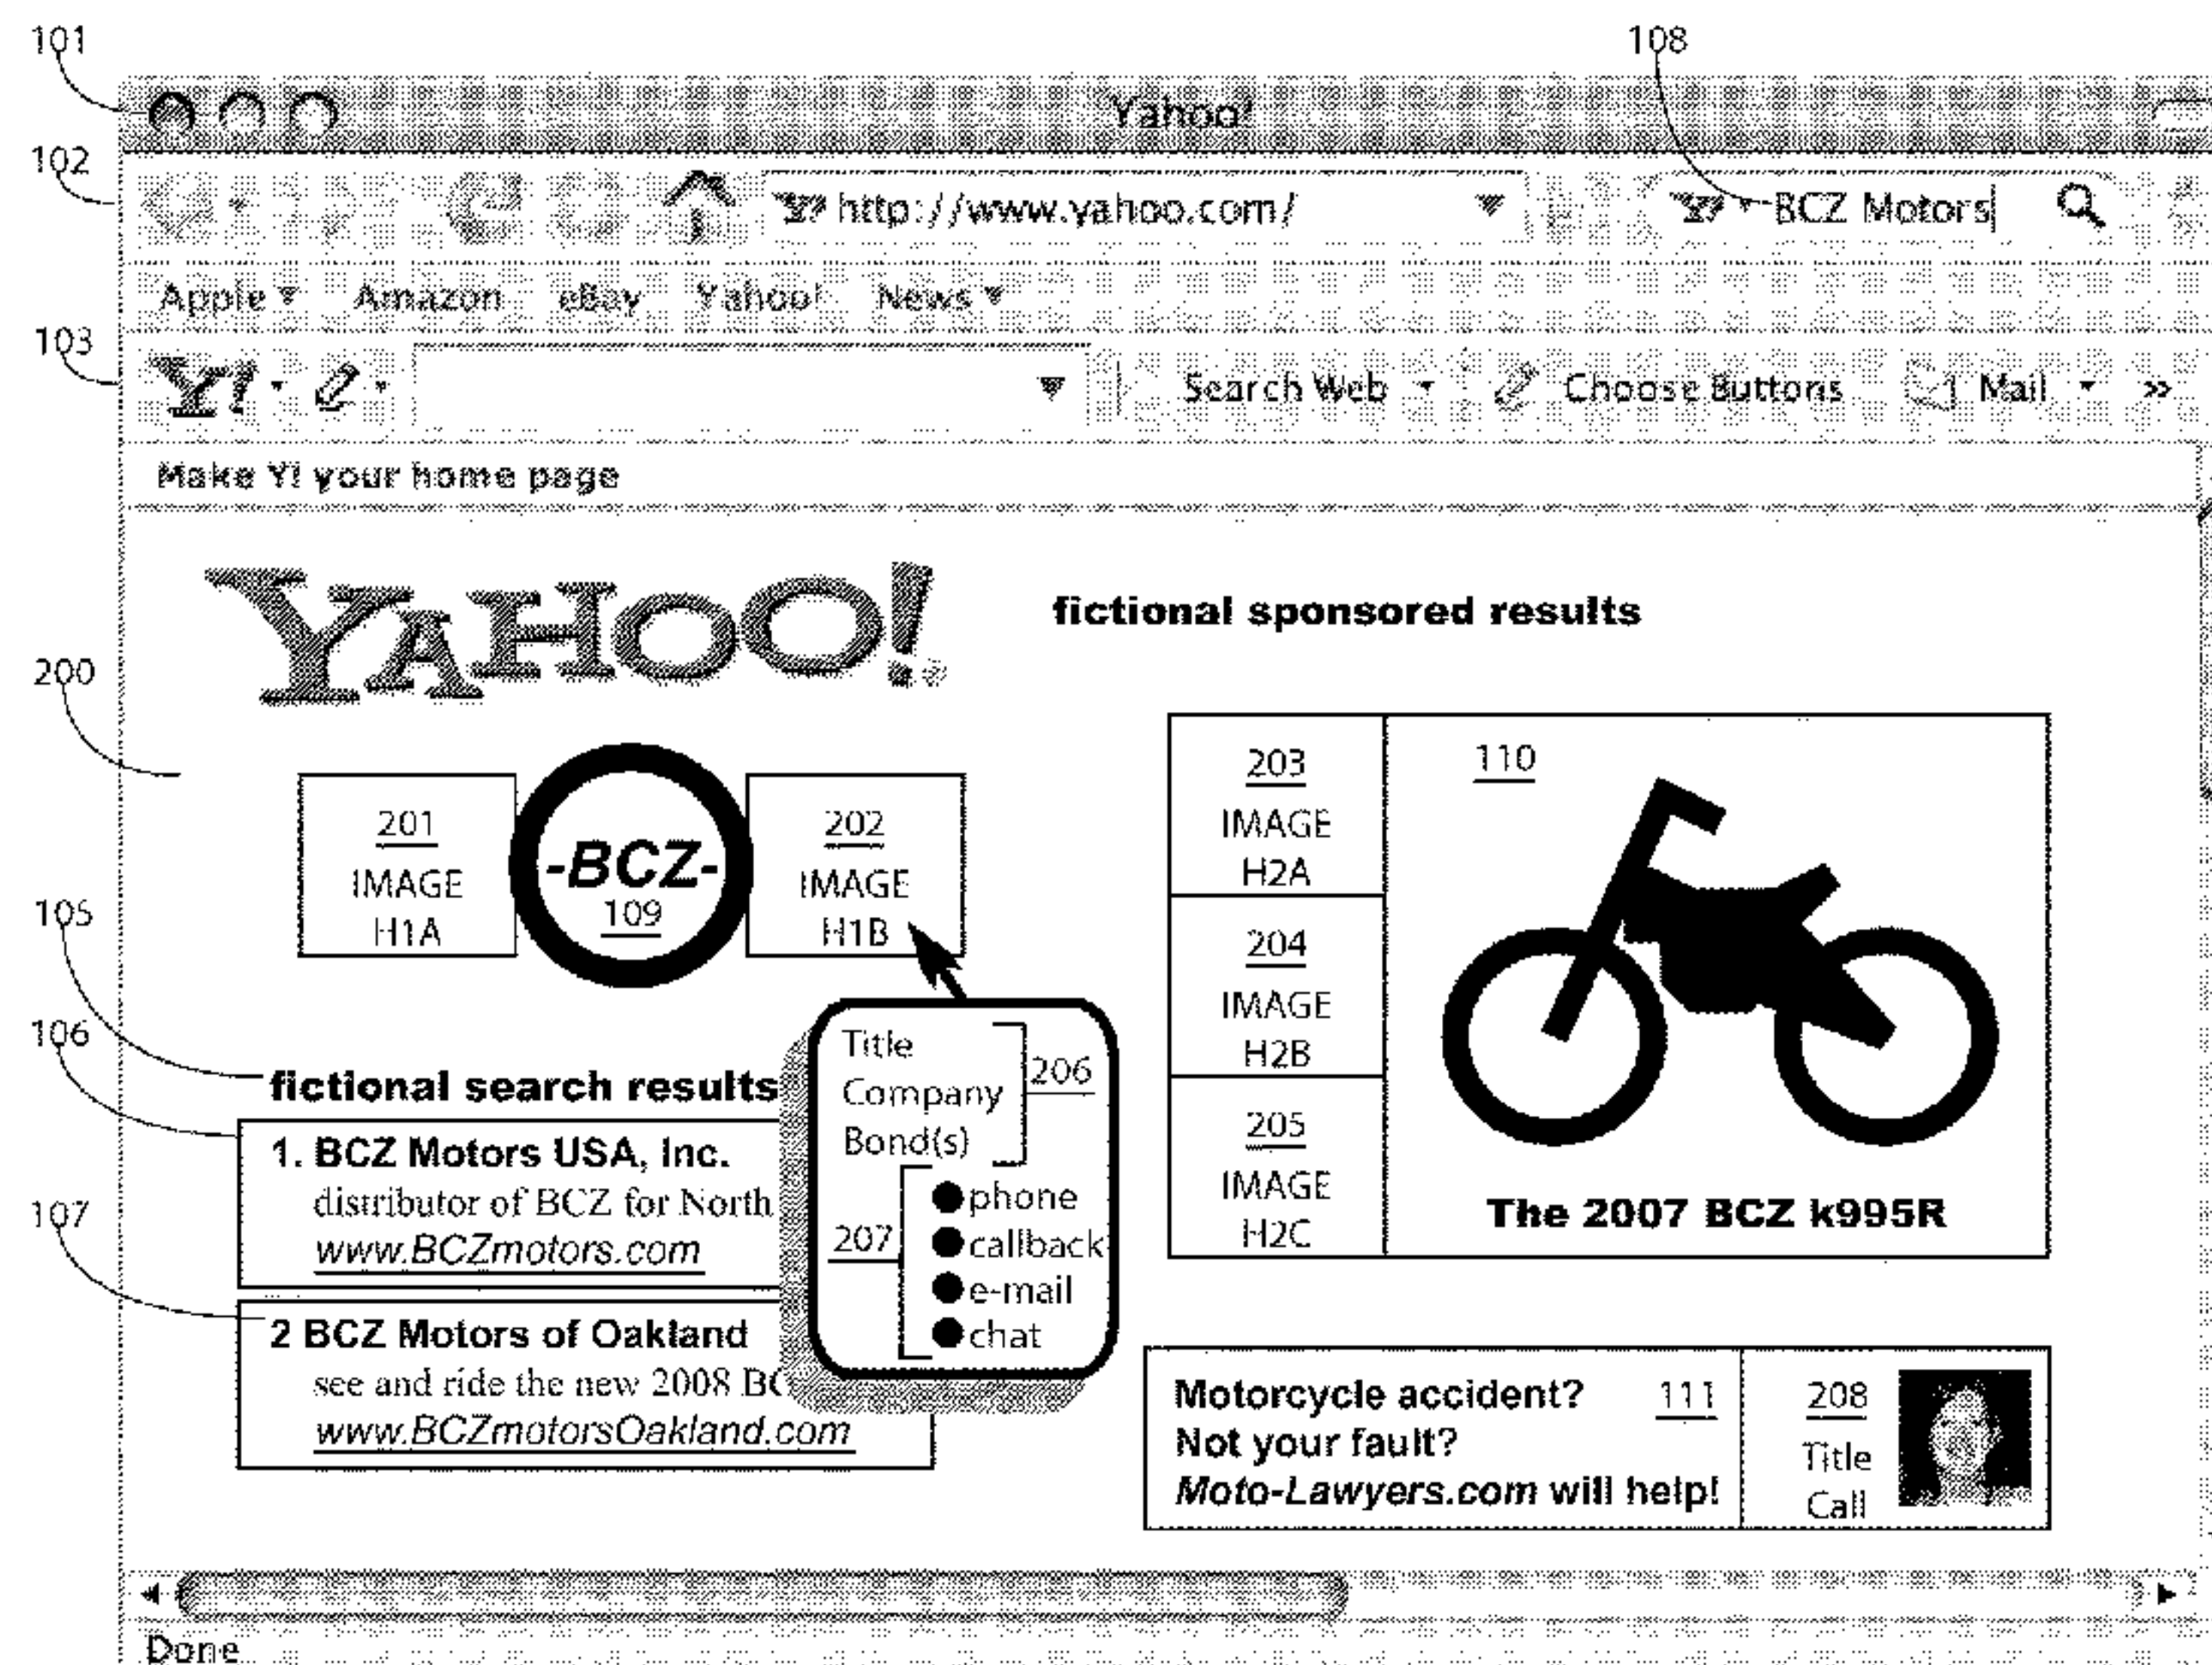 101
108
Yahoo!
102
http://www.yahoo.com/
BCZ Motors
Apple Amazon eBay Yahoo! News
103
Y! Search Web Choose Buttons Mail »
Make Y! your home page
YAHOO!
fictional sponsored results
200
201
IMAGE
H1A
-BCZ-
109
202
IMAGE
H1B
203
IMAGE
H2A
204
IMAGE
H2B
205
IMAGE
H2C
110
The 2007 BCZ k995R
105
106
fictional search results
1. BCZ Motors USA, Inc.
distributor of BCZ for North
www.BCZmotors.com
107
2 BCZ Motors of Oakland
see and ride the new 2008 BC
www.BCZmotorsOakland.com
Title
Company
Bond(s)
206
207
phone
callback
e-mail
chat
Motorcycle accident?
111
Not your fault?
Moto-Lawyers.com will help!
208
Title
Call
Done